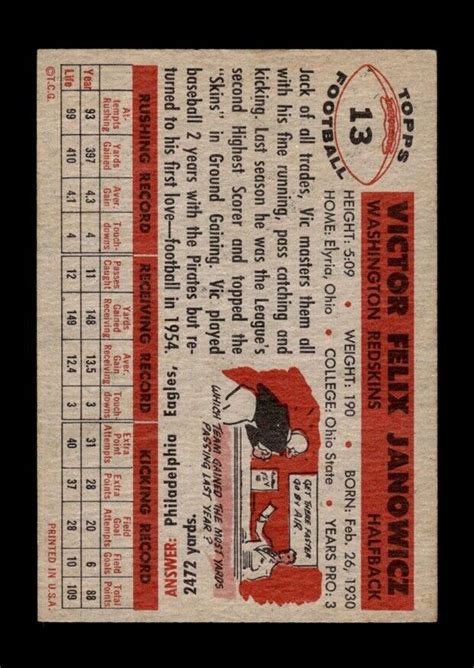 TOPPS
13
FOOTBALL
VICTOR FELIX JANOWICZ
WASHINGTON REDSKINS HALFBACK
HEIGHT: 5:09 • WEIGHT: 190 • BORN: Feb. 26, 1930
HOME: Elyria, Ohio • COLLEGE: Ohio State • YEARS PRO: 3
Jack of all trades, Vic masters them all
with his fine running, pass catching and
kicking. Last season he was the League's
second Highest Scorer and topped the
"Skins" in Ground Gaining. Vic played
baseball 2 years with the Pirates but re-
turned to his first love—football in 1954.
GET THERE FASTER
GO BY AIR
WHICH TEAM GAINED THE MOST YARDS
PASSING LAST YEAR?
ANSWER: Philadelphia Eagles,
2472 yards.
RUSHING RECORD RECEIVING RECORD KICKING RECORD
At-tempts Rushing Yards Gained Aver. Gain Touch-downs Passes Caught Yards Gained Receiving Aver. Gain Touch-downs Extra Point Attempts Extra Points Field Goal Attempts Field Goals Total Points
Year 93 397 4.3 4 11 148 13.5 3 31 28 20 6 88
Life 99 410 4.1 4 12 149 12.4 3 40 37 28 10 109
©T.C.G. PRINTED IN U.S.A.